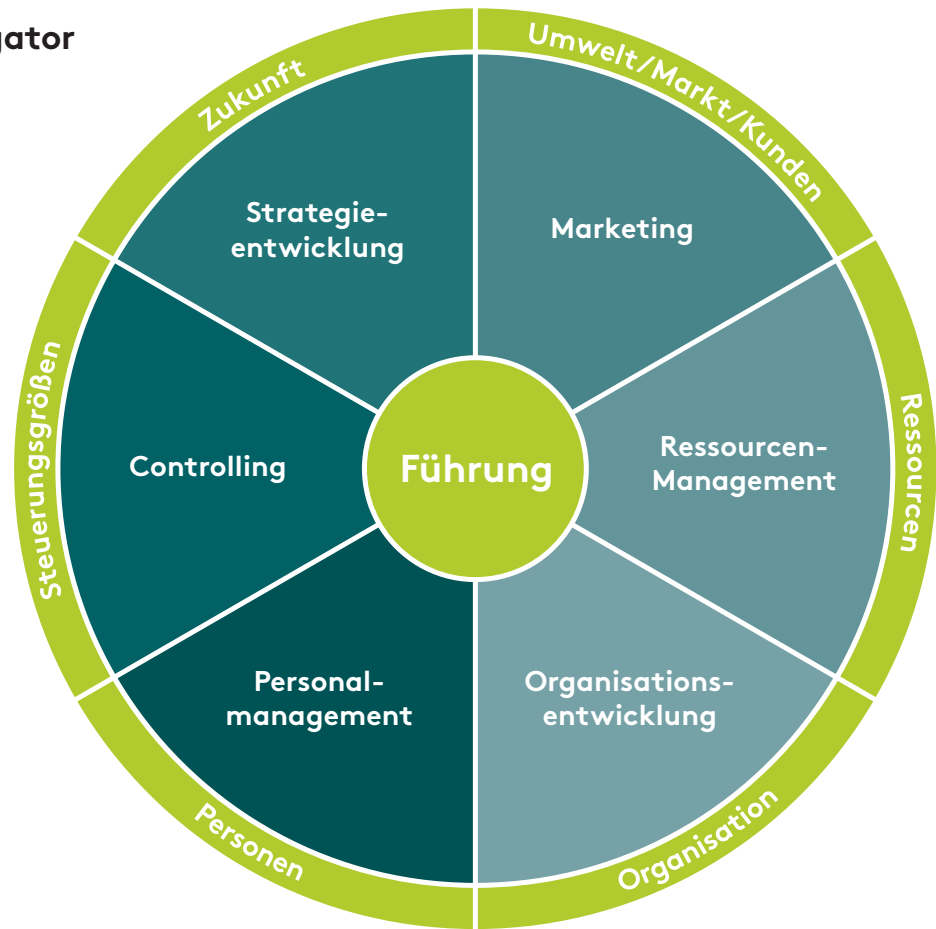 gator
Zukunft
Umwelt/Markt/Kunden
Strategie-
entwicklung
Marketing
Steuerungsgrößen
Controlling
Führung
Ressourcen-
Management
Ressourcen
Personal-
management
Organisations-
entwicklung
Personen
Organisation